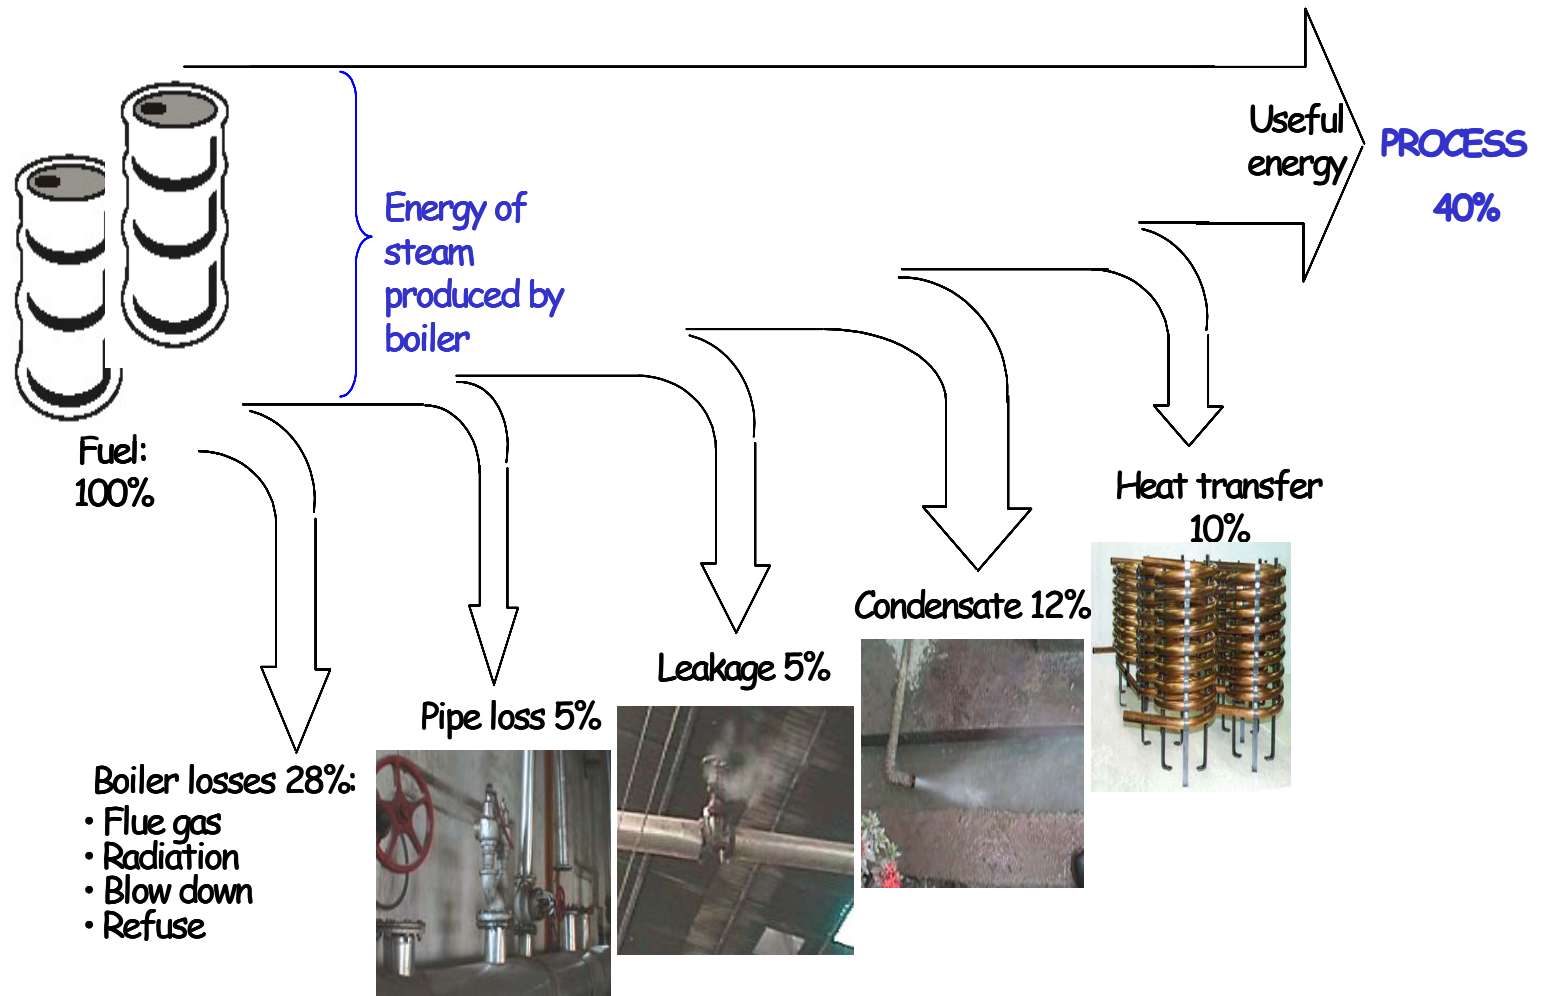 Useful
energy
PROCESS
40%
Energy of
steam
produced by
boiler
Fuel:
100%
Heat transfer
10%
Condensate 12%
Leakage 5%
Pipe loss 5%
Boiler losses 28%:
• Flue gas
• Radiation
• Blow down
• Refuse